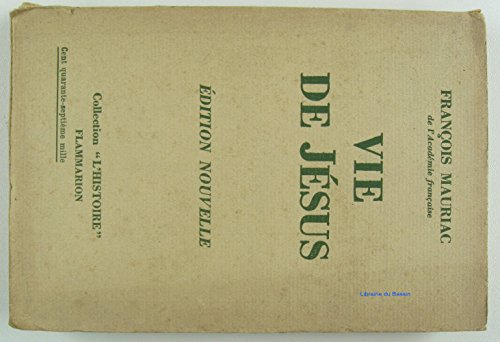 FRANÇOIS MAURIAC
de l'Académie française
VIE
DE JÉSUS
ÉDITION NOUVELLE
Collection "L'HISTOIRE"
FLAMMARION
Cent quarante-septième mille
Librairie du Bassin